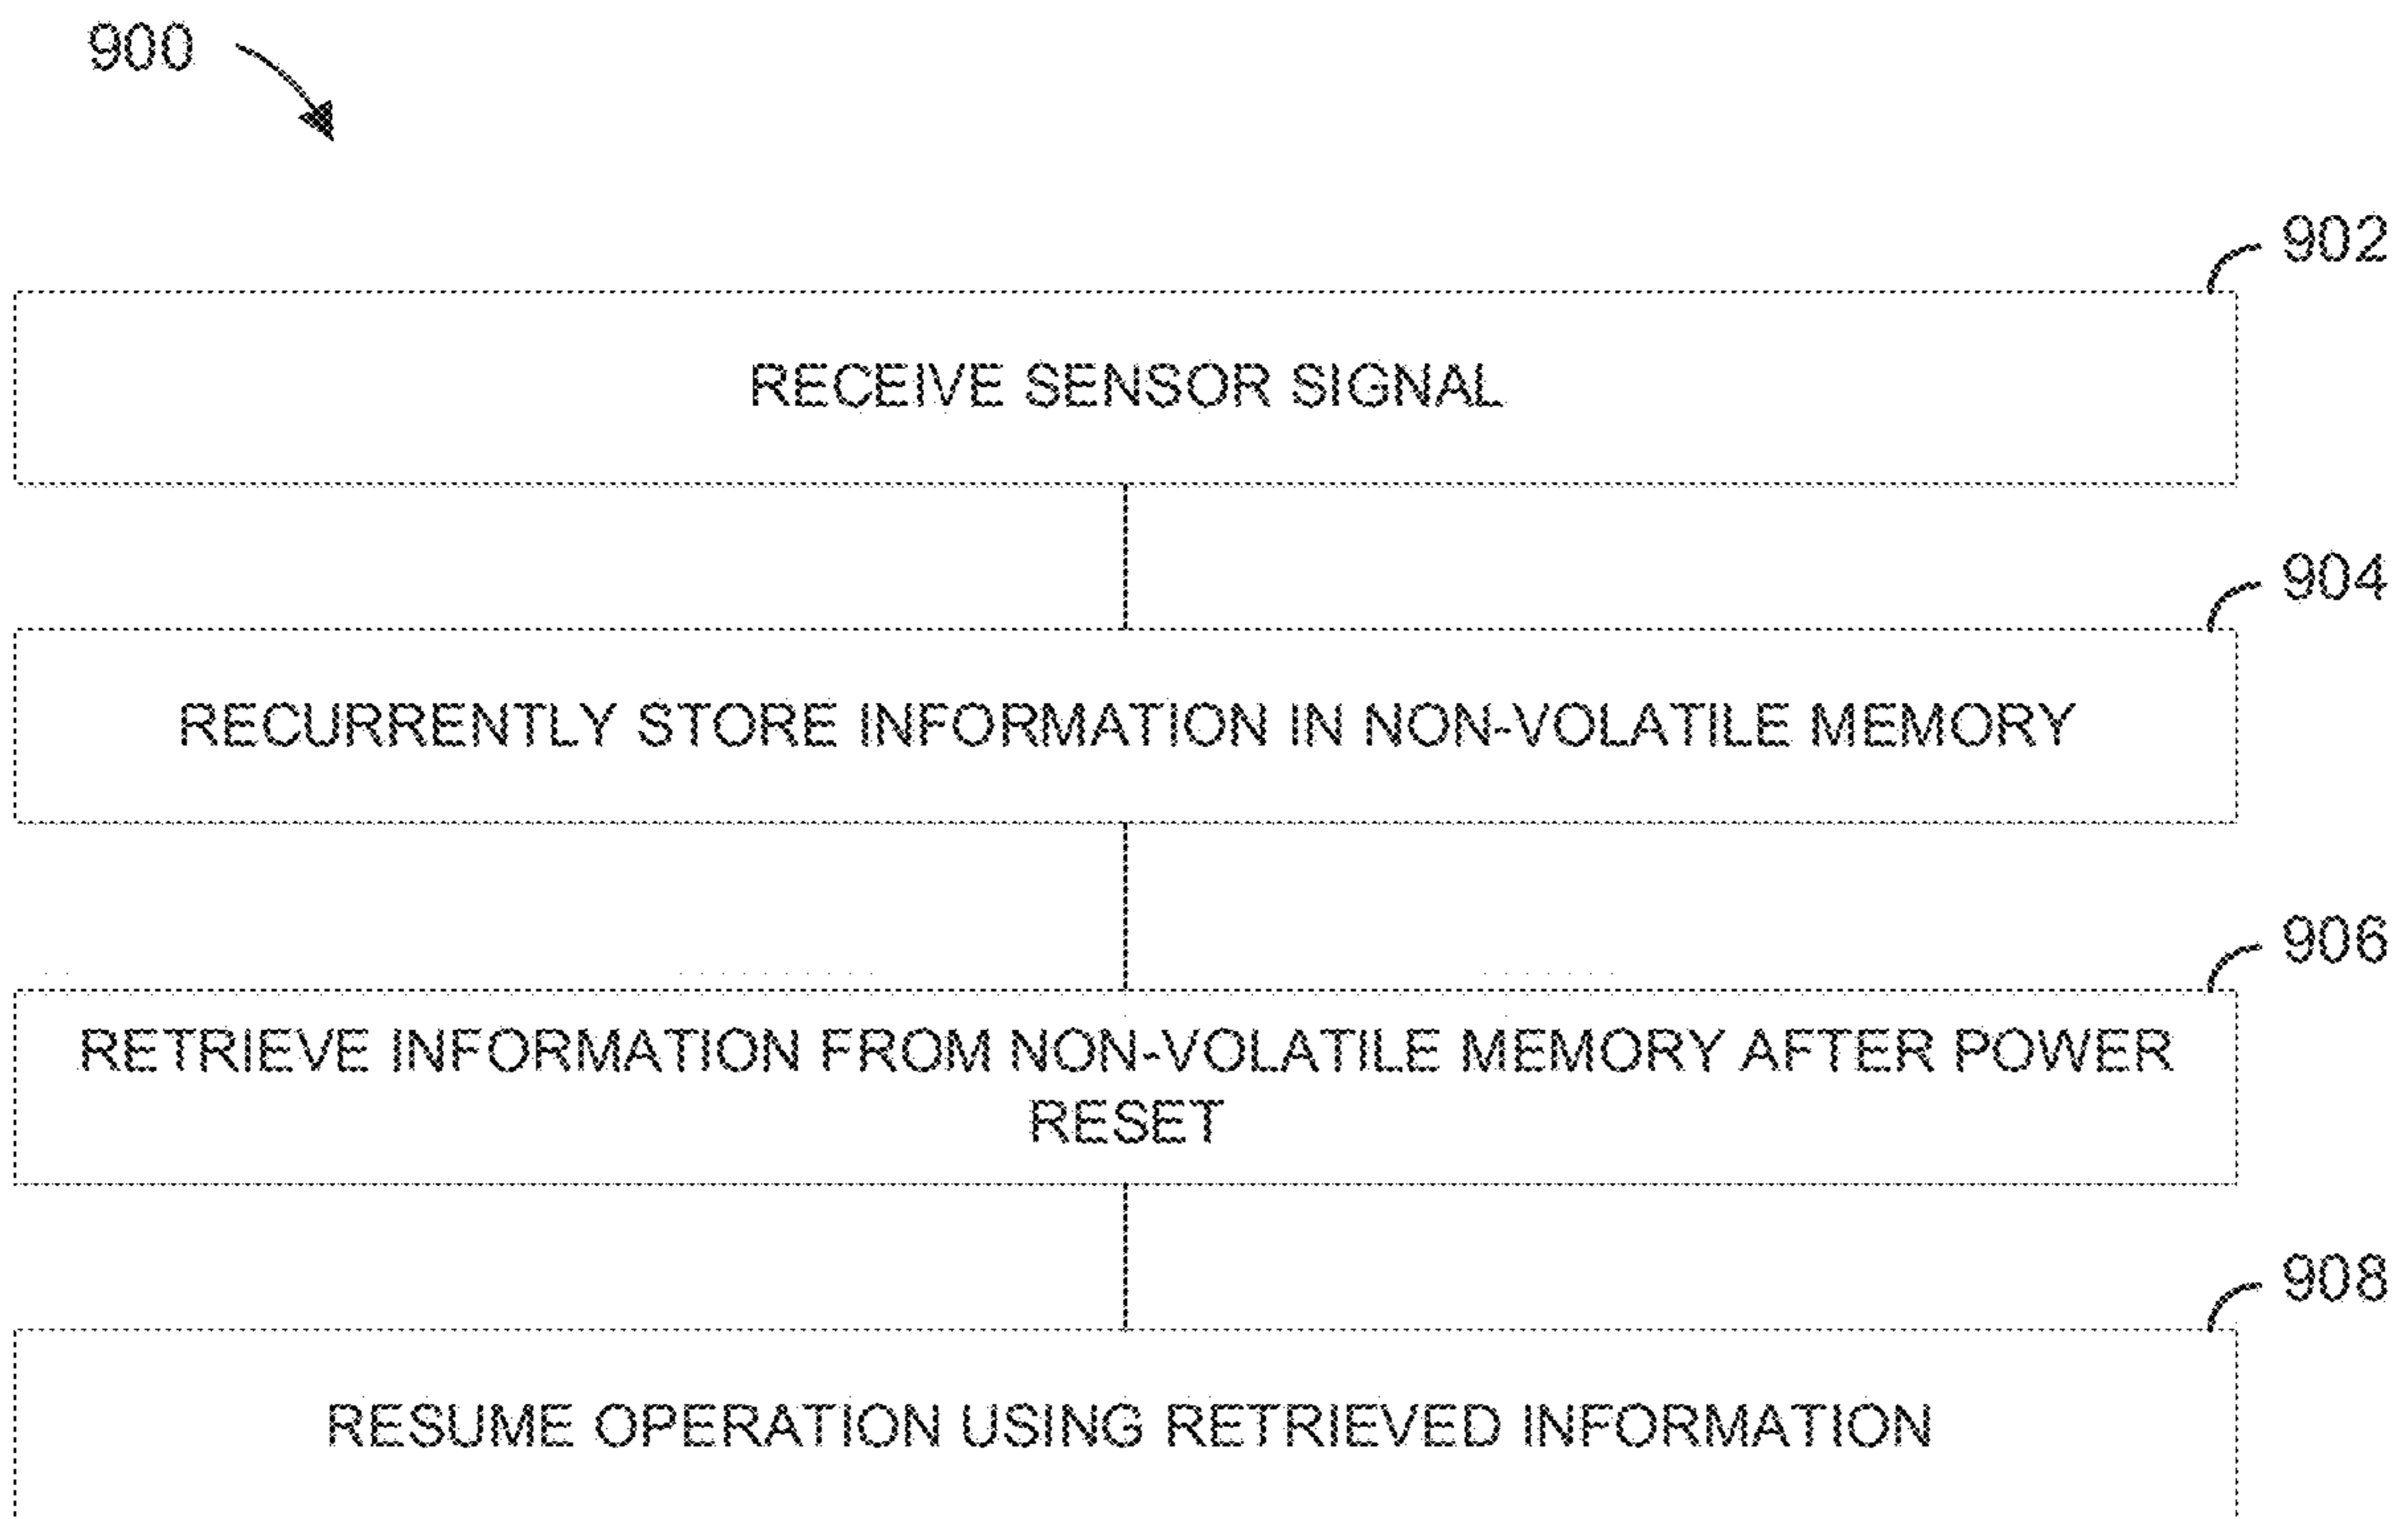 900
902
RECEIVE SENSOR SIGNAL
904
RECURRENTLY STORE INFORMATION IN NON-VOLATILE MEMORY
906
RETRIEVE INFORMATION FROM NON-VOLATILE MEMORY AFTER POWER
RESET
908
RESUME OPERATION USING RETRIEVED INFORMATION